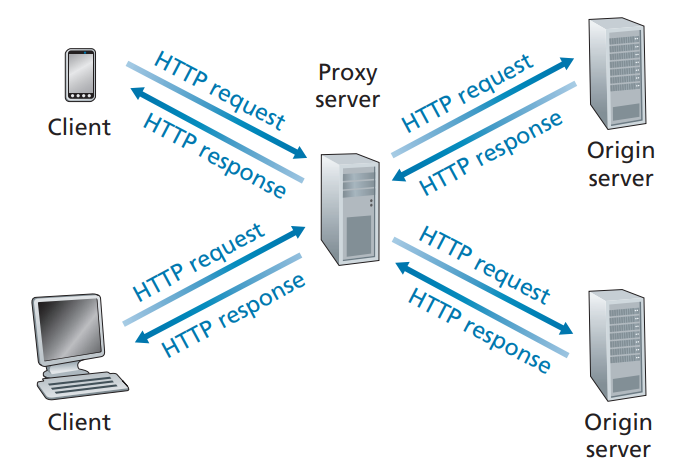 HTTP request
HTTP response
Client
Proxy
server
HTTP request
HTTP response
Origin
server
HTTP request
HTTP response
Client
HTTP request
HTTP response
Origin
server